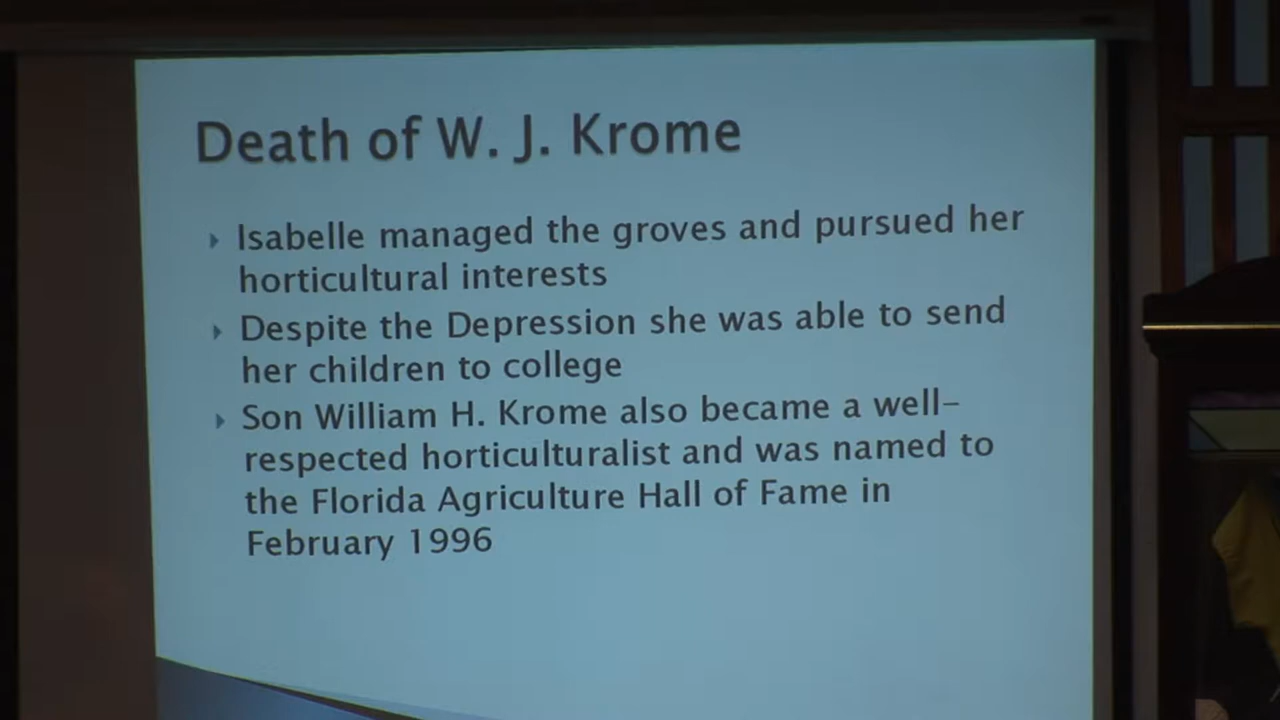 Death of W. J. Krome
Isabelle managed the groves and pursued her
horticultural interests
Despite the Depression she was able to send
her children to college
Son William H. Krome also became a well-
respected horticulturalist and was named to
the Florida Agriculture Hall of Fame in
February 1996